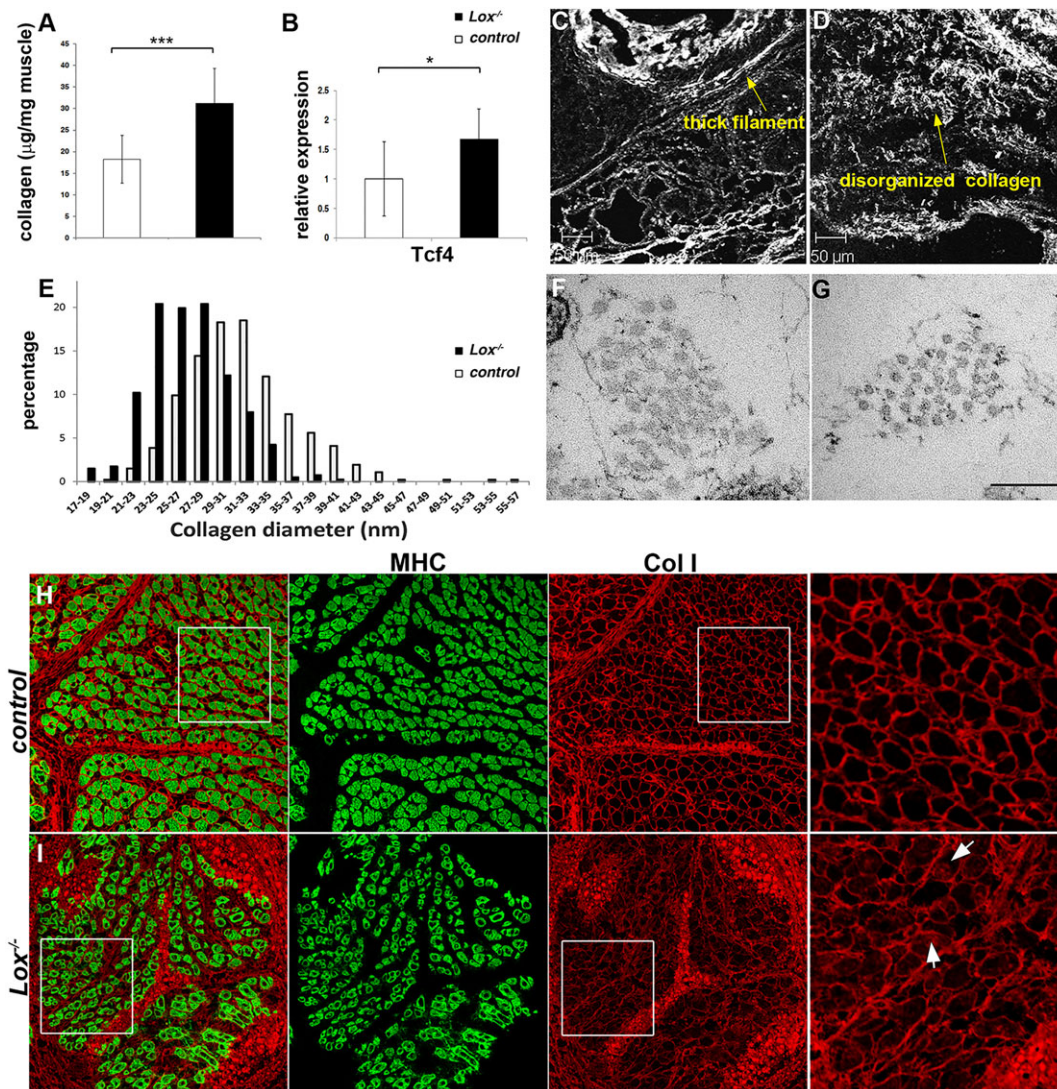 A
***
collagen (µg/mg muscle)
45
40
35
30
25
20
15
10
5
0
B
Lox-/-
control
*
relative expression
2.5
2
1.5
1
0.5
0
Tcf4
C
thick filament
50 µm
D
disorganized collagen
50 µm
E
percentage
20
15
10
5
0
Lox-/-
control
17-19
19-21
21-23
23-25
25-27
27-29
29-31
31-33
33-35
35-37
37-39
39-41
41-43
43-45
45-47
47-49
49-51
51-53
53-55
55-57
Collagen diameter (nm)
F
G
MHC
Col I
H
control
I
Lox-/-